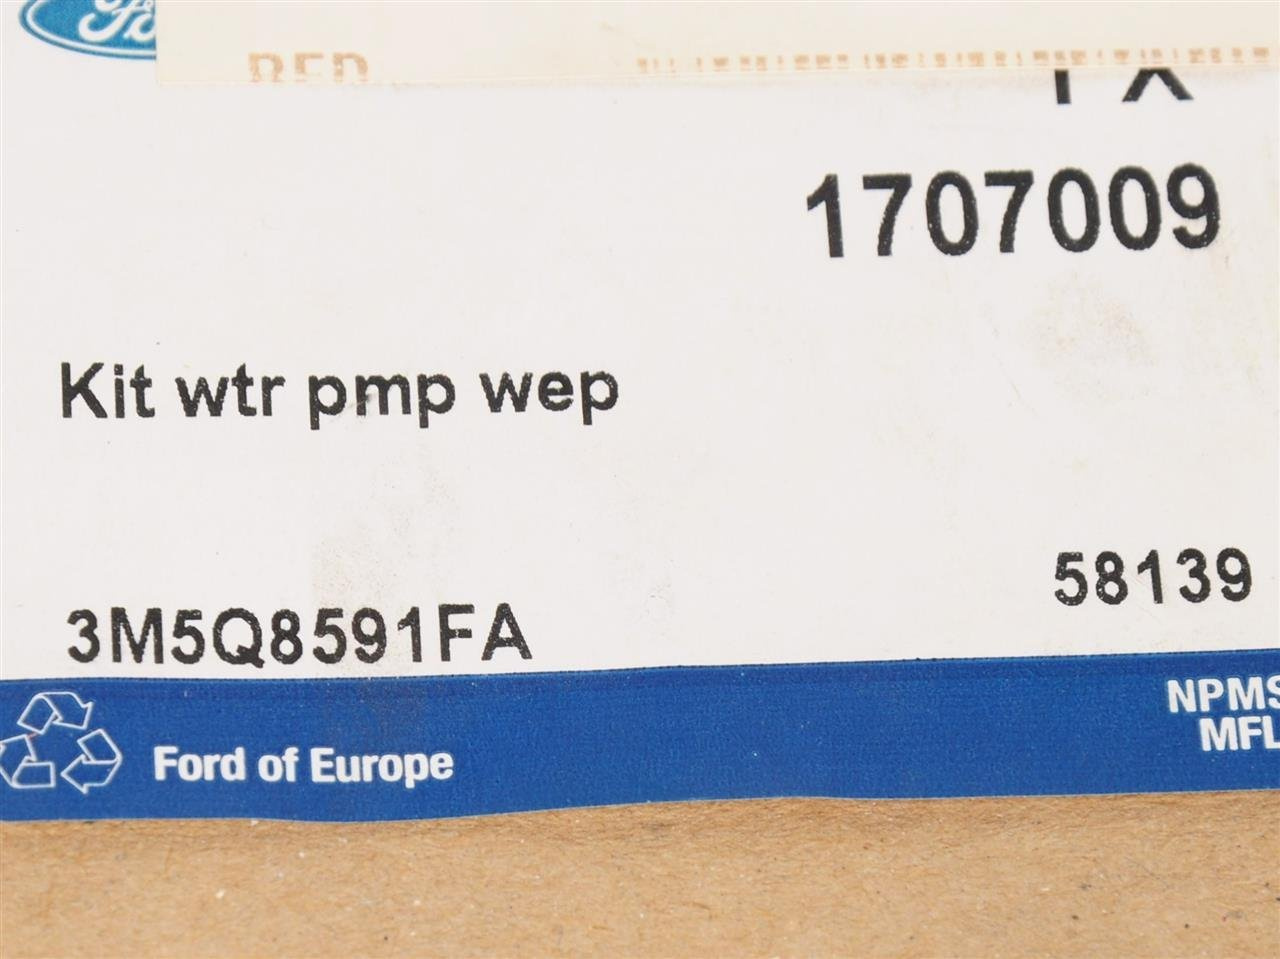 1707009
Kit wtr pmp wep
58139
3M5Q8591FA
NPMS
MFL
Ford of Europe